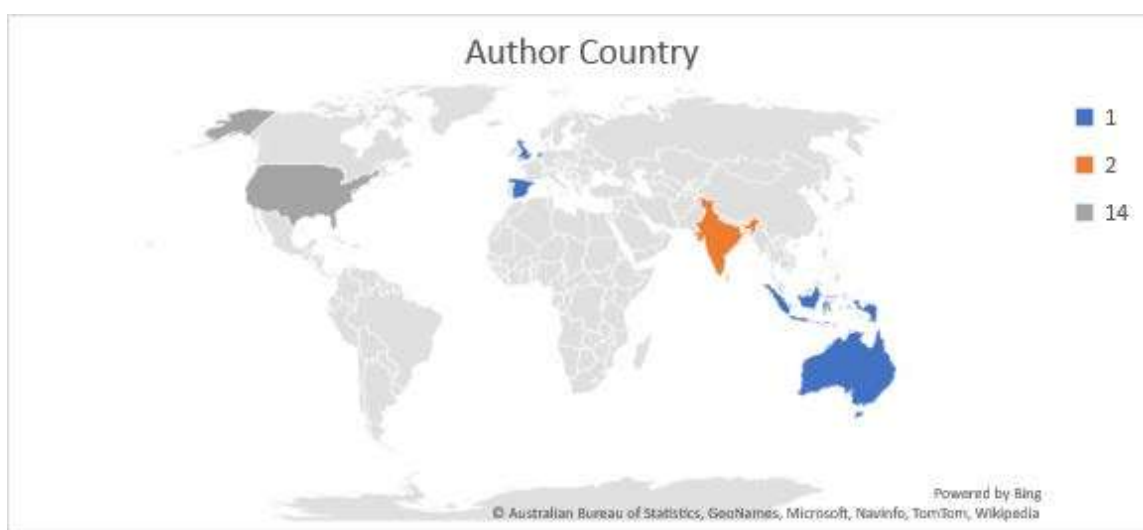 Author Country
1
2
14
Powered by Bing
© Australian Bureau of Statistics, GeoNames, Microsoft, Navinfo, TomTom, Wikipedia